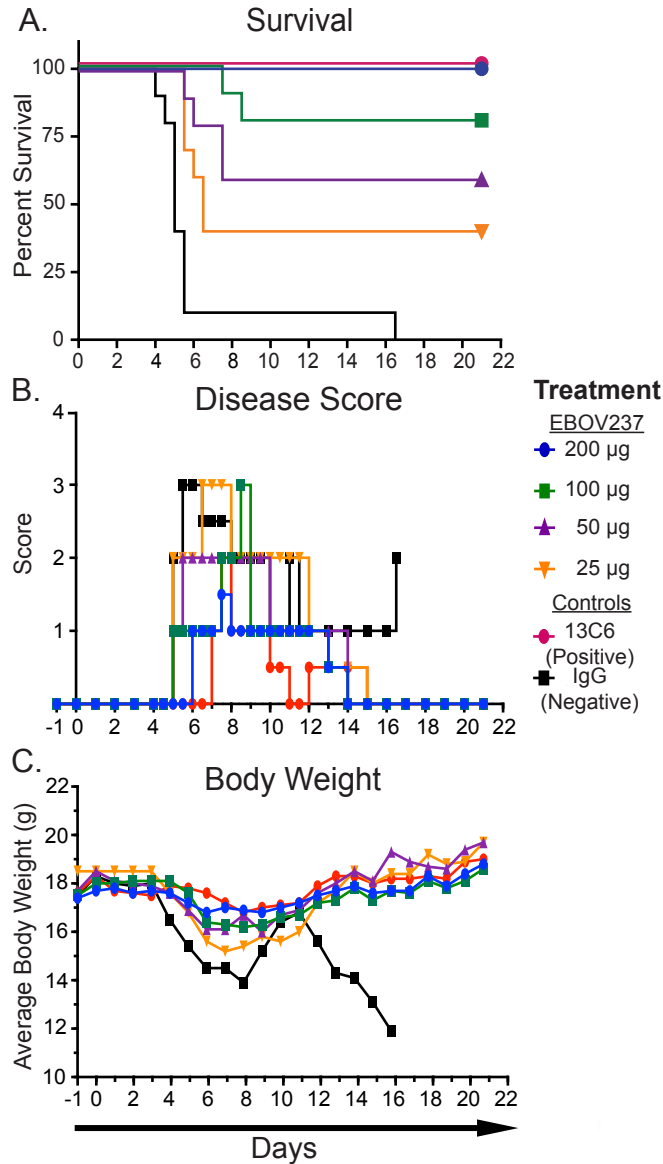 A.
Survival
Percent Survival
100
75
50
25
0
0 2 4 6 8 10 12 14 16 18 20 22
B.
Disease Score
Score
4
3
2
1
0
-1 0 2 4 6 8 10 12 14 16 18 20 22
Treatment
EBOV237
200 µg
100 µg
50 µg
25 µg
Controls
13C6
(Positive)
IgG
(Negative)
C.
Body Weight
Average Body Weight (g)
22
20
18
16
14
12
10
-1 0 2 4 6 8 10 12 14 16 18 20 22
Days